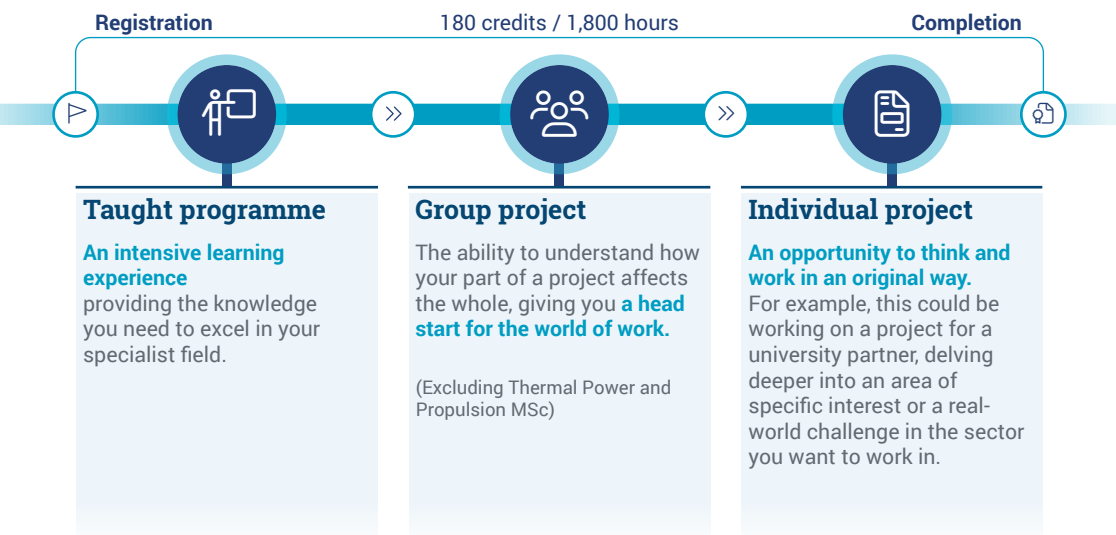 Registration
180 credits / 1,800 hours
Completion
Taught programme
An intensive learning
experience
providing the knowledge
you need to excel in your
specialist field.
Group project
The ability to understand how
your part of a project affects
the whole, giving you a head
start for the world of work.
(Excluding Thermal Power and
Propulsion MSc)
Individual project
An opportunity to think and
work in an original way.
For example, this could be
working on a project for a
university partner, delving
deeper into an area of
specific interest or a real-
world challenge in the sector
you want to work in.